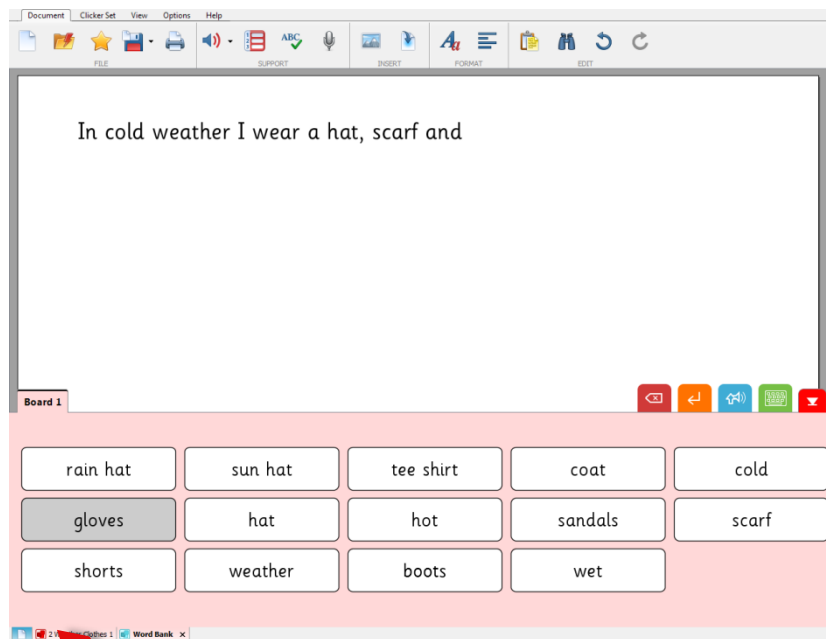 Document Clicker Set View Options Help
ABC
FILE SUPPORT INSERT FORMAT EDIT
In cold weather I wear a hat, scarf and
Board 1
rain hat sun hat tee shirt coat cold
gloves hat hot sandals scarf
shorts weather boots wet
2 Clothes 1 Word Bank